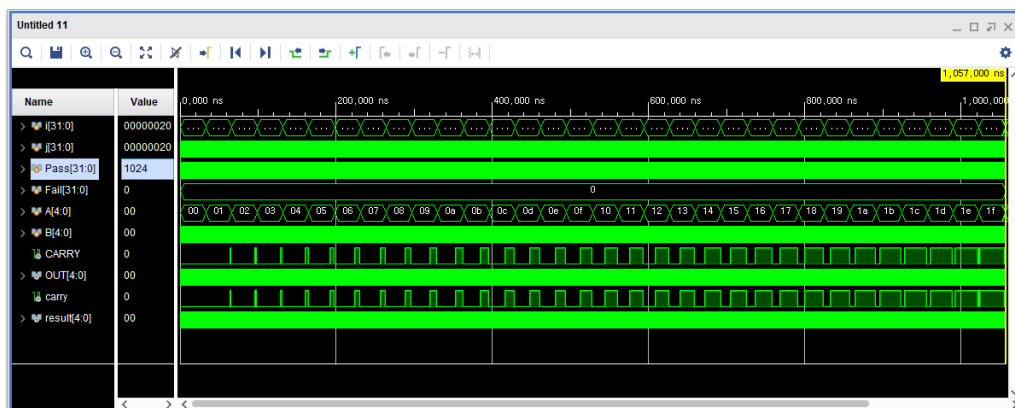 Untitled 11
1,057.000 ns
Name Value 0,000 ns 200,000 ns 400,000 ns 600,000 ns 800,000 ns 1,000,00
i[31:0] 00000020 ... ... ... ... ... ... ... ... ... ... ... ... ... ... ... ... ... ... ... ... ... ... ... ... ... ... ... ... ... ... ... ...
j[31:0] 00000020
Pass[31:0] 1024
Fail[31:0] 0 0
A[4:0] 00 00 01 02 03 04 05 06 07 08 09 0a 0b 0c 0d 0e 0f 10 11 12 13 14 15 16 17 18 19 1a 1b 1c 1d 1e 1f
B[4:0] 00
CARRY 0
OUT[4:0] 00
carry 0
result[4:0] 00